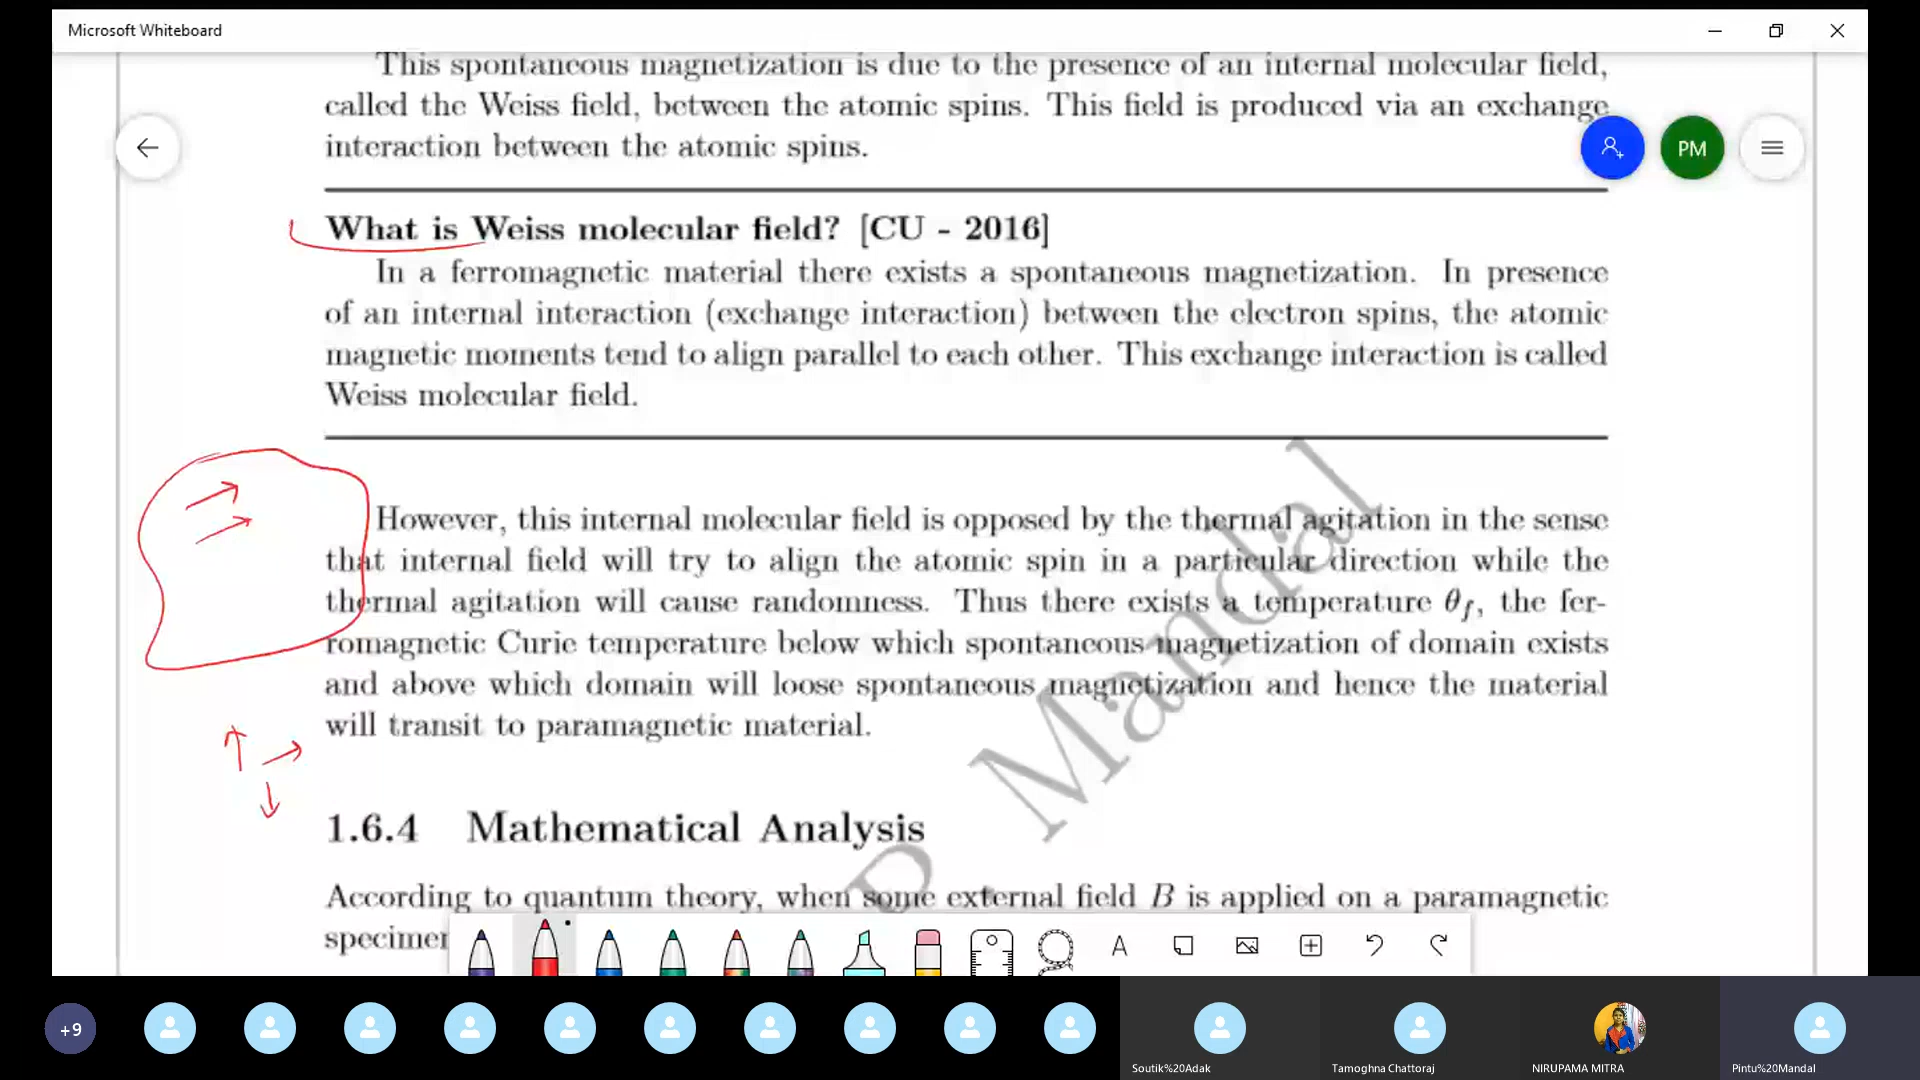 Microsoft Whiteboard
This spontaneous magnetization is due to the presence of an internal molecular field,
called the Weiss field, between the atomic spins. This field is produced via an exchange
interaction between the atomic spins.
PM
What is Weiss molecular field? [CU - 2016]
In a ferromagnetic material there exists a spontaneous magnetization. In presence
of an internal interaction (exchange interaction) between the electron spins, the atomic
magnetic moments tend to align parallel to each other. This exchange interaction is called
Weiss molecular field.
However, this internal molecular field is opposed by the thermal agitation in the sense
that internal field will try to align the atomic spin in a particular direction while the
thermal agitation will cause randomness. Thus there exists a temperature θf, the fer-
romagnetic Curie temperature below which spontaneous magnetization of domain exists
and above which domain will loose spontaneous magnetization and hence the material
will transit to paramagnetic material.
P. Mandal
1.6.4 Mathematical Analysis
According to quantum theory, when some external field B is applied on a paramagnetic
specimen
A
+9
Soutik%20Adak
Tamoghna Chattoraj
NIRUPAMA MITRA
Pintu%20Mandal